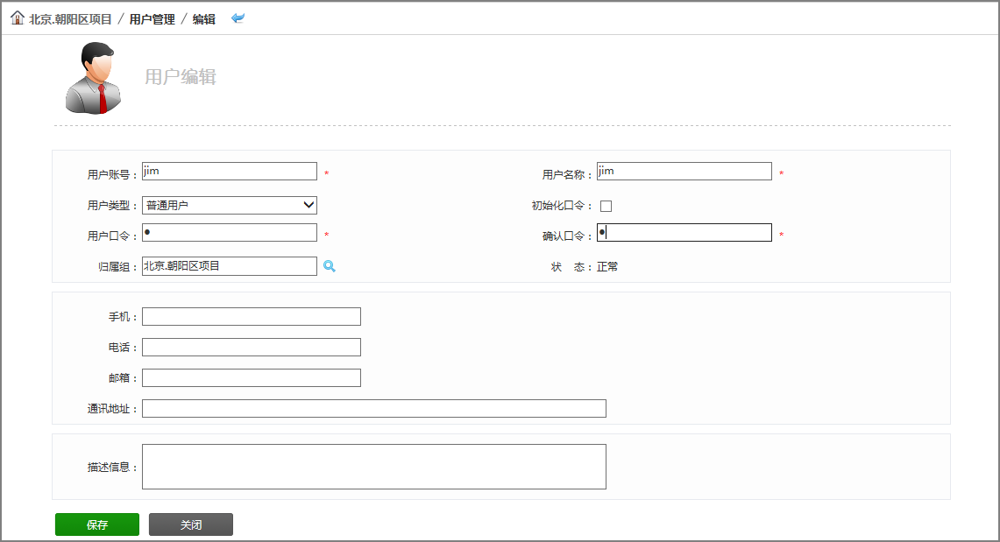 北京.朝阳区项目 / 用户管理 / 编辑
用户编辑
用户账号： jim * 用户名称： jim *
用户类型： 普通用户 初始化口令：
用户口令： ● * 确认口令： ● *
归属组： 北京.朝阳区项目 状 态： 正常
手机：
电话：
邮箱：
通讯地址：
描述信息：
保存 关闭